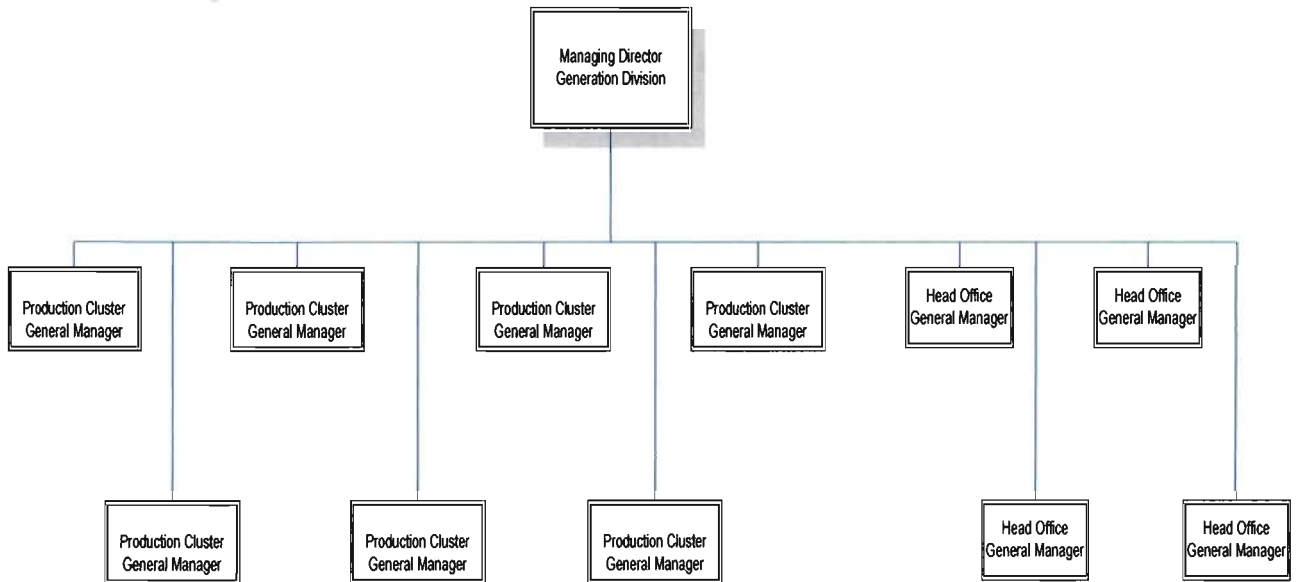 Managing Director
Generation Division
Production Cluster
General Manager
Production Cluster
General Manager
Production Cluster
General Manager
Production Cluster
General Manager
Head Office
General Manager
Head Office
General Manager
Production Cluster
General Manager
Production Cluster
General Manager
Production Cluster
General Manager
Head Office
General Manager
Head Office
General Manager